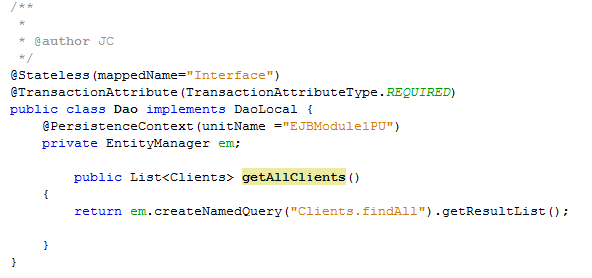 /**
 *
 * @author JC
 */
@Stateless(mappedName="Interface")
@TransactionAttribute(TransactionAttributeType.REQUIRED)
public class Dao implements DaoLocal {
    @PersistenceContext(unitName ="EJBModule1PU")
    private EntityManager em;

        public List<Clients> getAllClients()
    {
        return em.createNamedQuery("Clients.findAll").getResultList();

    }
}